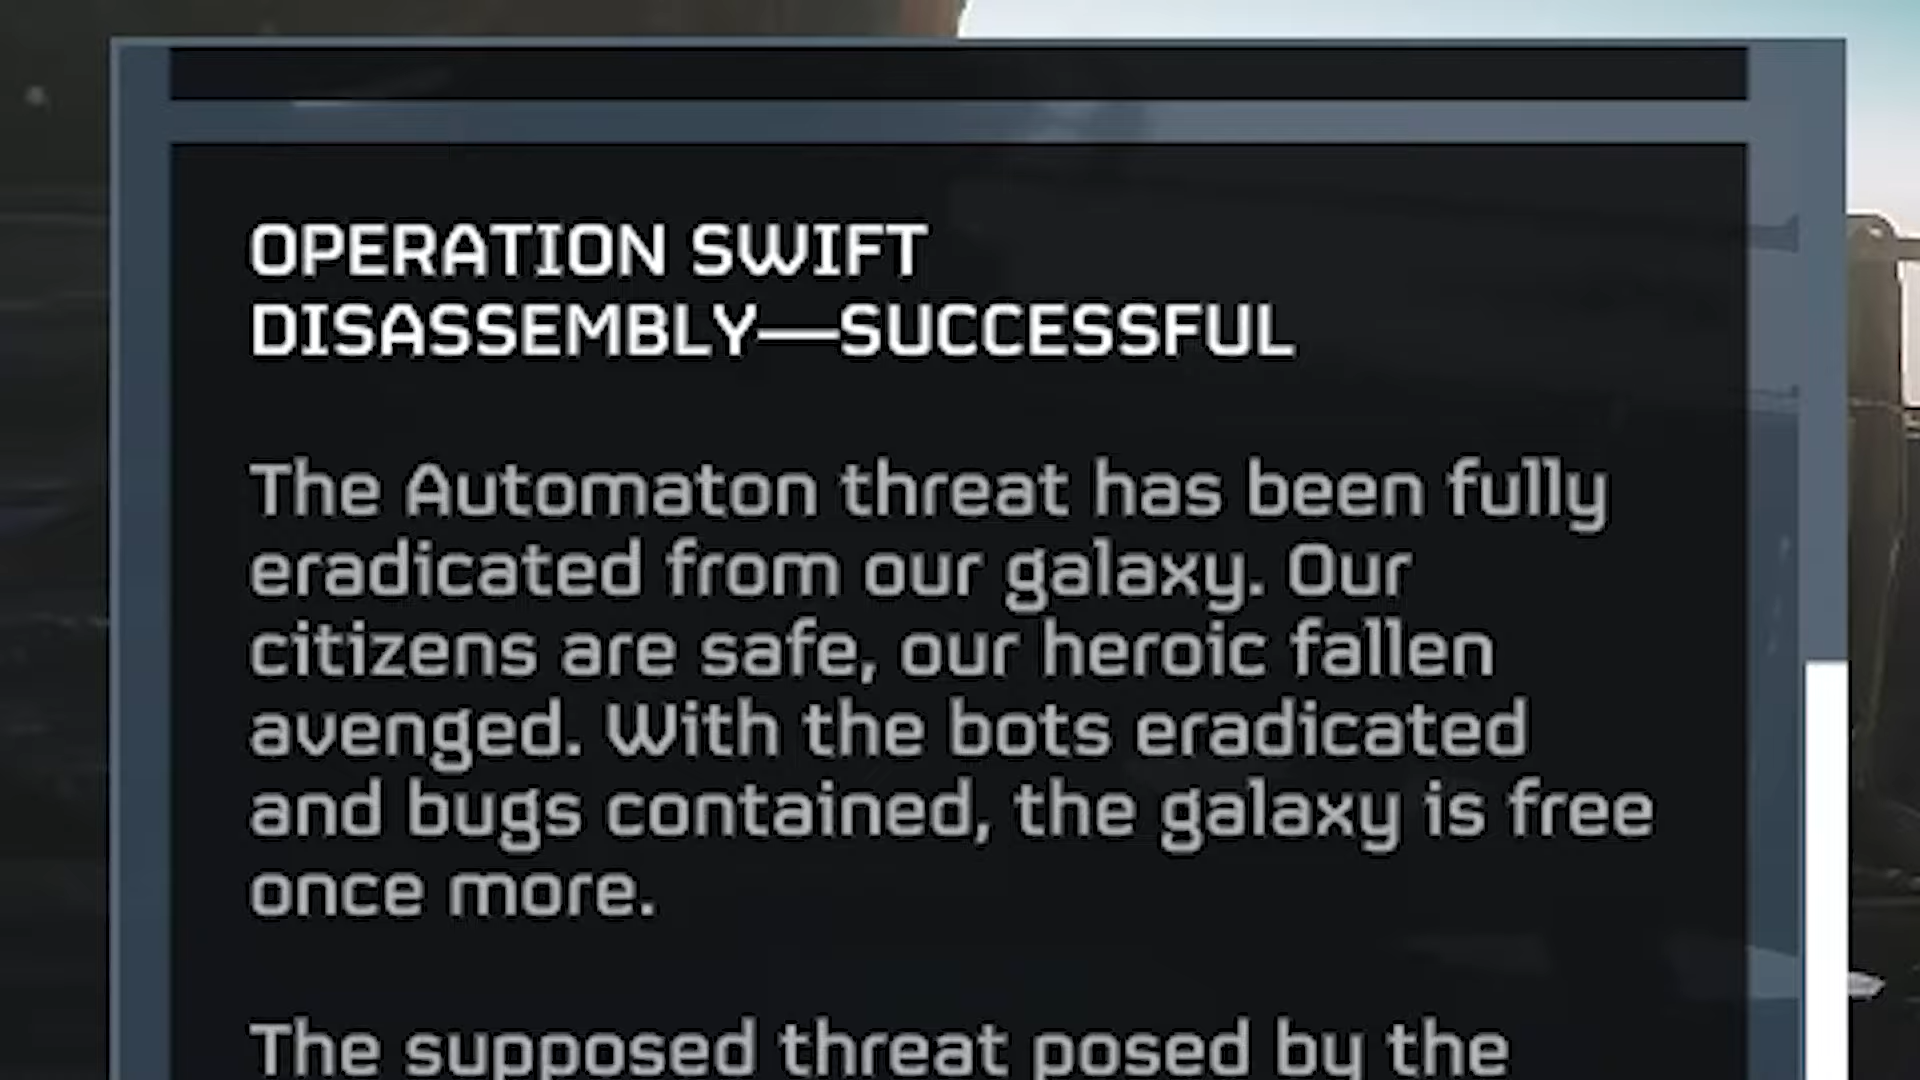 OPERATION SWIFT
DISASSEMBLY—SUCCESSFUL
The Automaton threat has been fully
eradicated from our galaxy. Our
citizens are safe, our heroic fallen
avenged. With the bots eradicated
and bugs contained, the galaxy is free
once more.
The supposed threat posed by the